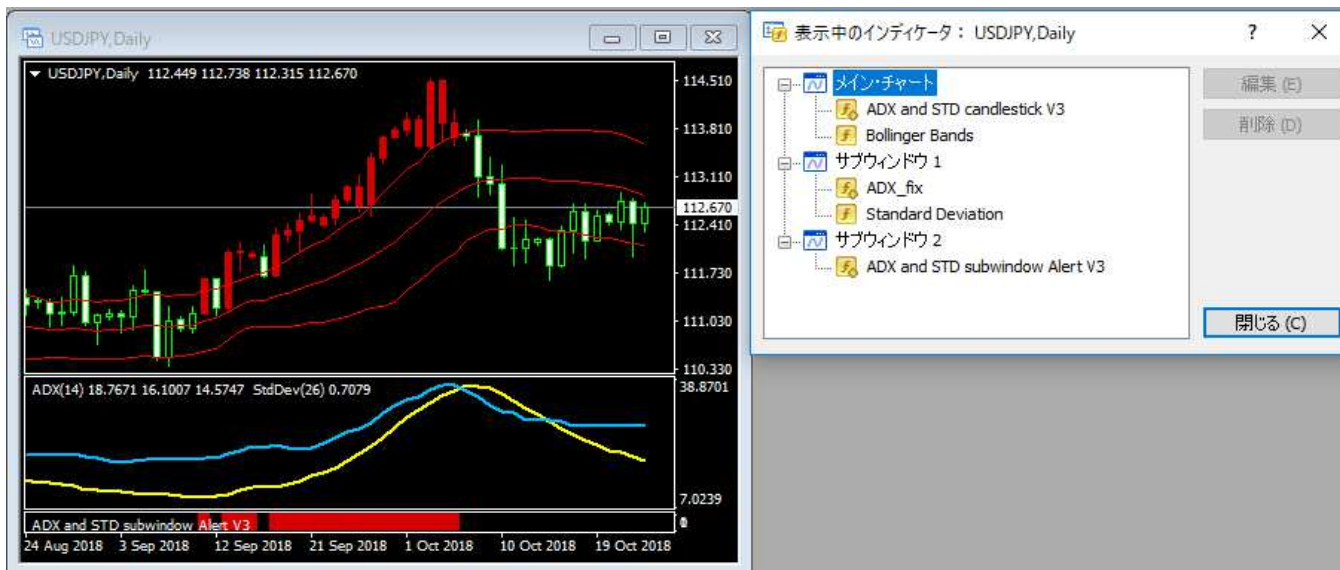 USDJPY,Daily
USDJPY,Daily 112.449 112.738 112.315 112.670
114.510
113.810
113.110
112.670
112.410
111.730
111.030
110.330
ADX(14) 18.7671 16.1007 14.5747 StdDev(26) 0.7079
38.8701
7.0239
ADX and STD subwindow Alert V3
24 Aug 2018 3 Sep 2018 12 Sep 2018 21 Sep 2018 1 Oct 2018 10 Oct 2018 19 Oct 2018
表示中のインディケータ： USDJPY,Daily ?
メイン・チャート
ADX and STD candlestick V3
Bollinger Bands
サブウィンドウ 1
ADX_fix
Standard Deviation
サブウィンドウ 2
ADX and STD subwindow Alert V3
編集 (E)
削除 (D)
閉じる (C)